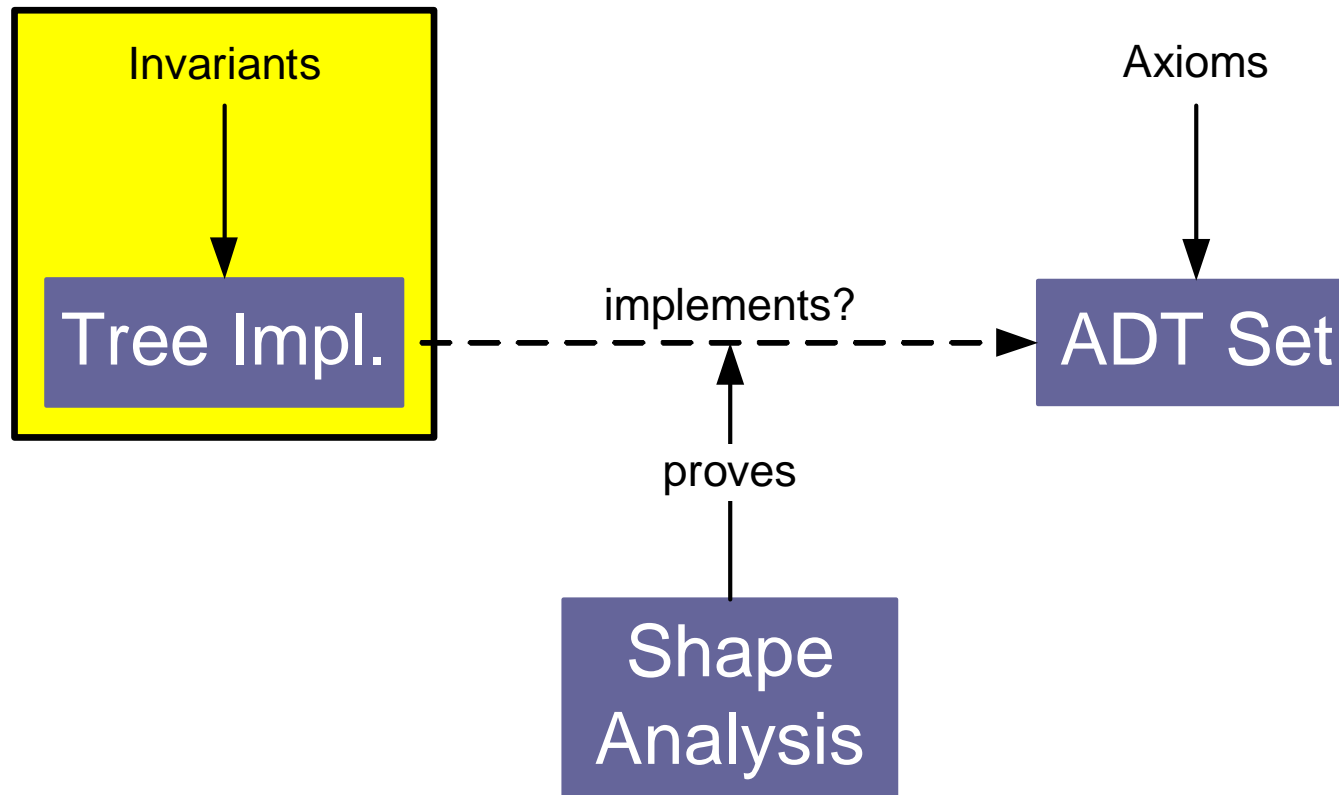 Invariants
Axioms
implements?
Tree Impl.
ADT Set
proves
Shape
Analysis